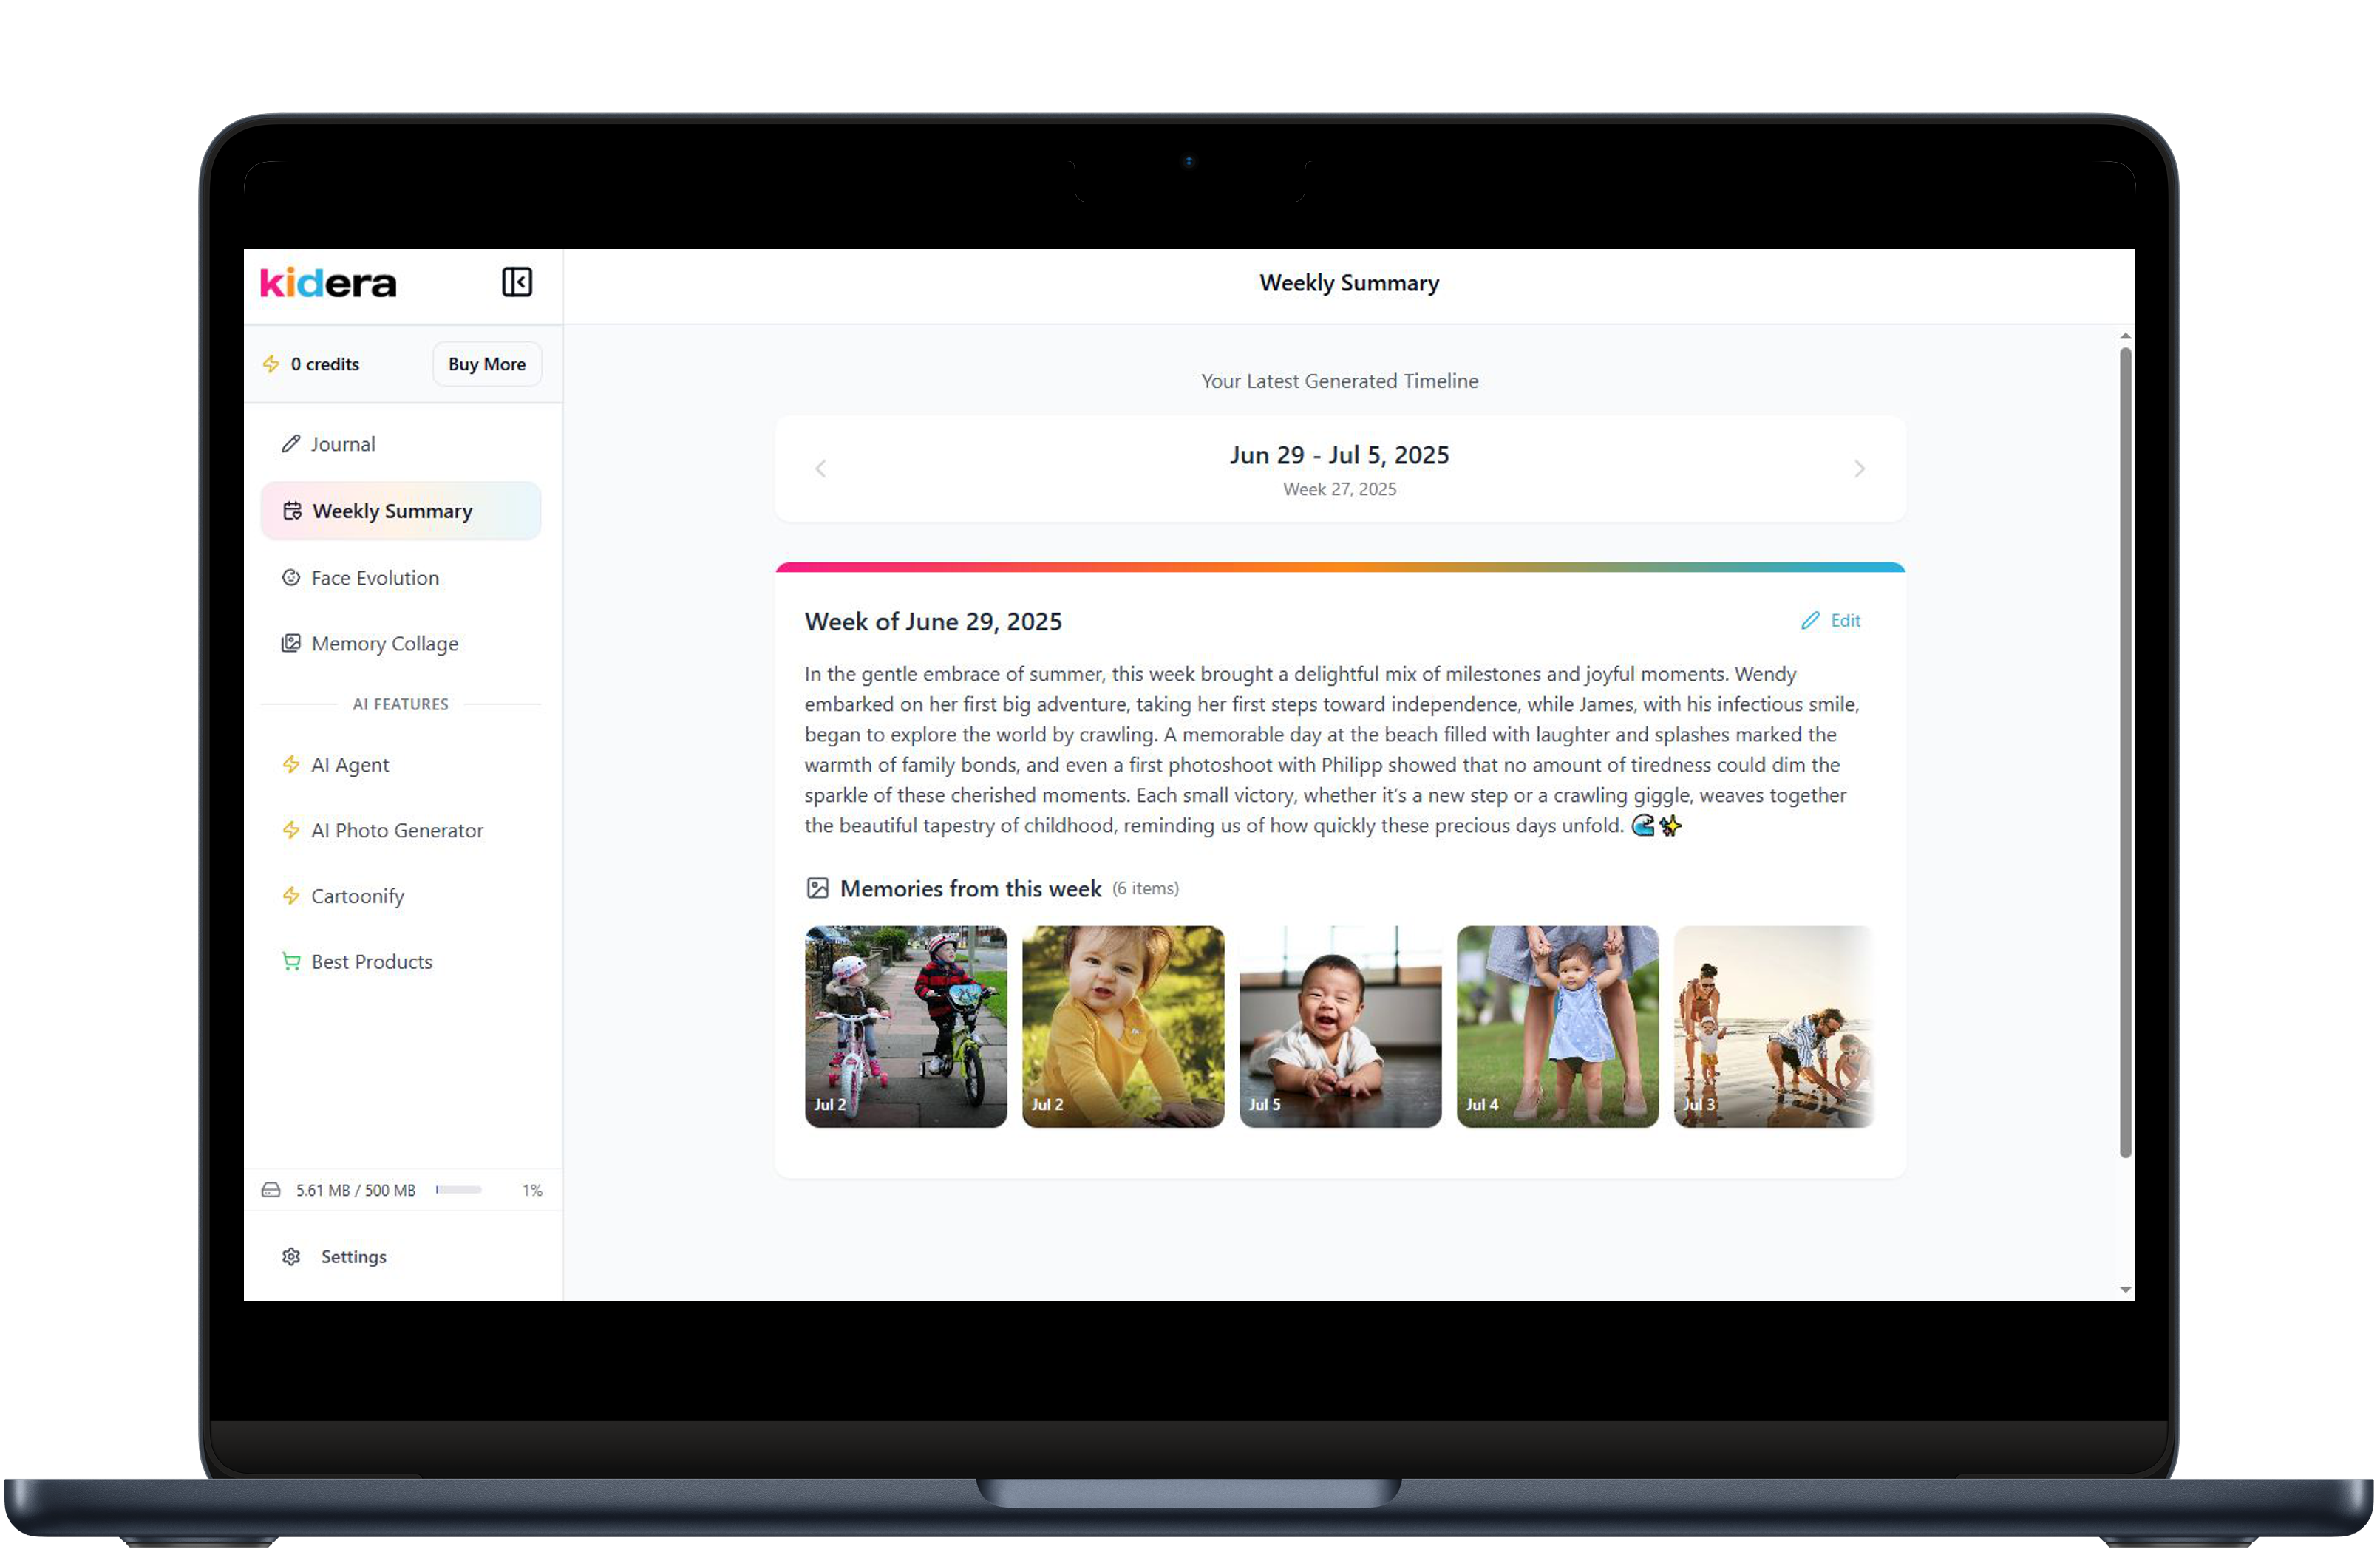 kidera
Weekly Summary
0 credits
Buy More
Journal
Weekly Summary
Face Evolution
Memory Collage
AI FEATURES
AI Agent
AI Photo Generator
Cartoonify
Best Products
5.61 MB / 500 MB
1%
Settings
Your Latest Generated Timeline
Jun 29 - Jul 5, 2025
Week 27, 2025
Week of June 29, 2025
Edit
In the gentle embrace of summer, this week brought a delightful mix of milestones and joyful moments. Wendy
embarked on her first big adventure, taking her first steps toward independence, while James, with his infectious smile,
began to explore the world by crawling. A memorable day at the beach filled with laughter and splashes marked the
warmth of family bonds, and even a first photoshoot with Philipp showed that no amount of tiredness could dim the
sparkle of these cherished moments. Each small victory, whether it's a new step or a crawling giggle, weaves together
the beautiful tapestry of childhood, reminding us of how quickly these precious days unfold. 🌊✨
Memories from this week (6 items)
Jul 2
Jul 2
Jul 5
Jul 4
Jul 3